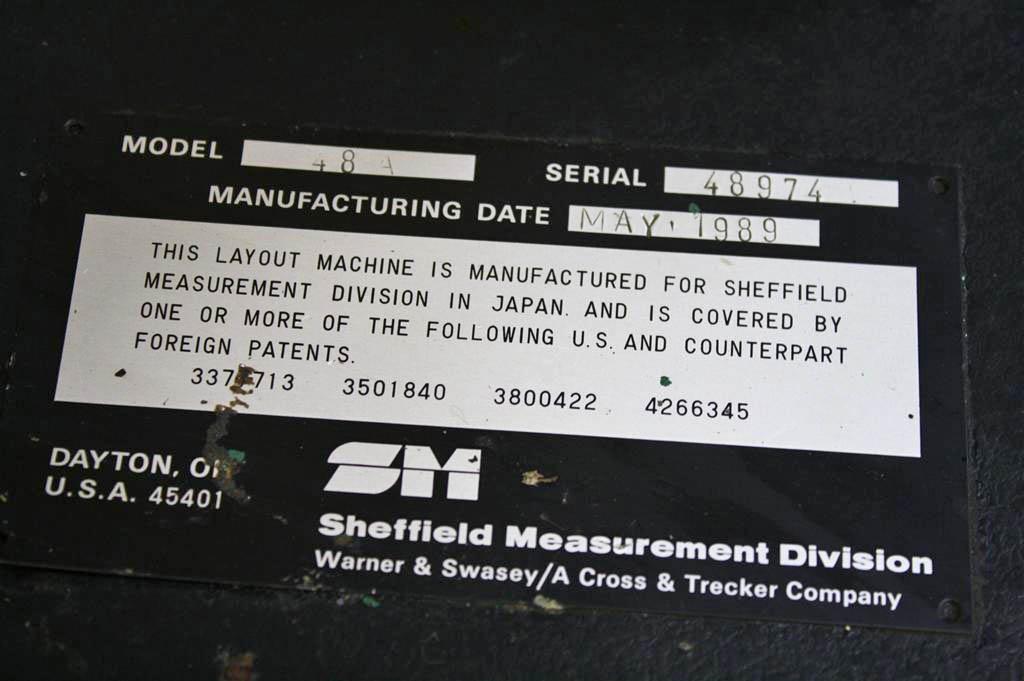 MODEL 48A SERIAL 48974
MANUFACTURING DATE MAY. 1989
THIS LAYOUT MACHINE IS MANUFACTURED FOR SHEFFIELD
MEASUREMENT DIVISION IN JAPAN. AND IS COVERED BY
ONE OR MORE OF THE FOLLOWING U.S. AND COUNTERPART
FOREIGN PATENTS.
3501840 3800422 4266345
DAYTON,
U.S.A. 45401
SM
Sheffield Measurement Division
Warner & Swasey/A Cross & Trecker Company